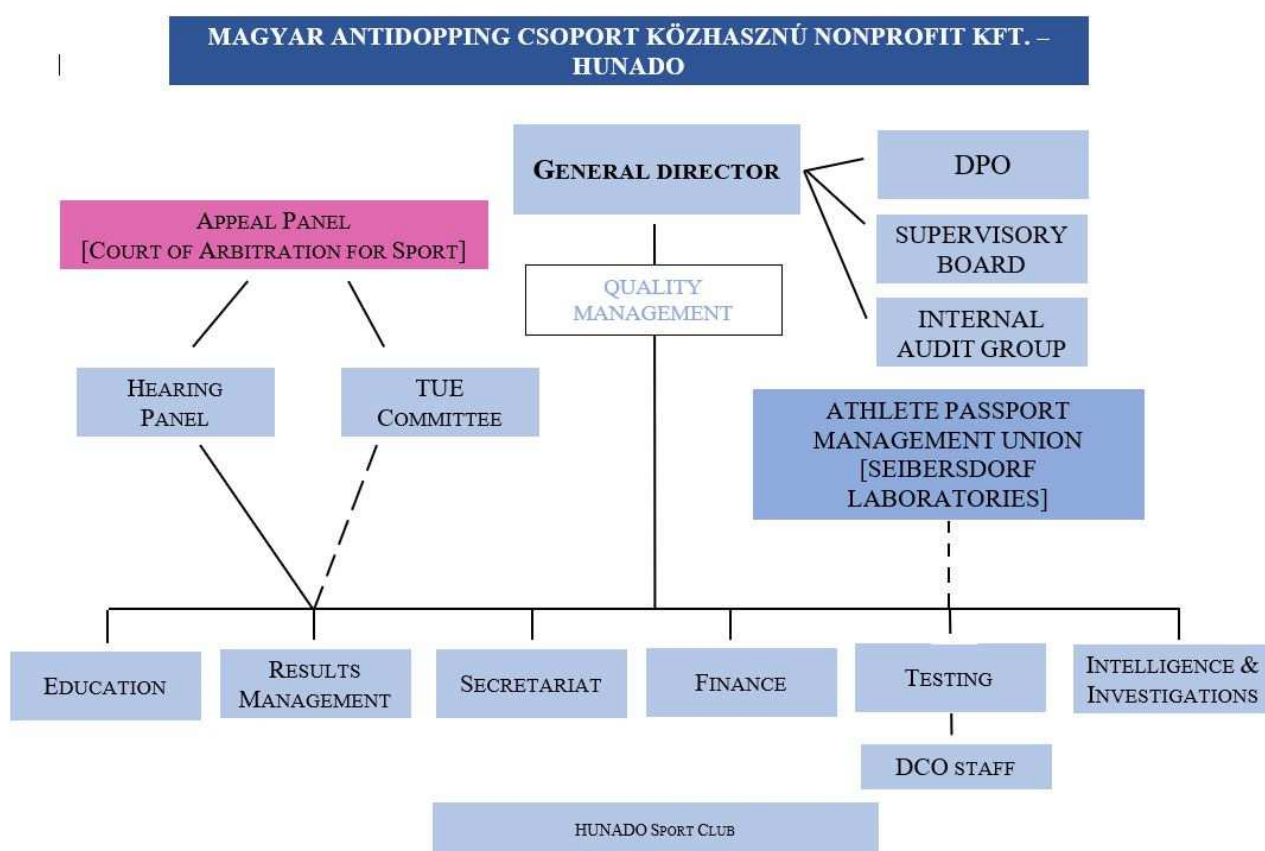 MAGYAR ANTIDOPPING CSOPORT KÖZHASZNÚ NONPROFIT KFT. –
HUNADO
GENERAL DIRECTOR
DPO
SUPERVISORY
BOARD
INTERNAL
AUDIT GROUP
APPEAL PANEL
[COURT OF ARBITRATION FOR SPORT]
QUALITY
MANAGEMENT
HEARING
PANEL
TUE
COMMITTEE
ATHLETE PASSPORT
MANAGEMENT UNION
[SEIBERSDORF
LABORATORIES]
EDUCATION
RESULTS
MANAGEMENT
SECRETARIAT
FINANCE
TESTING
INTELLIGENCE &
INVESTIGATIONS
DCO STAFF
HUNADO SPORT CLUB